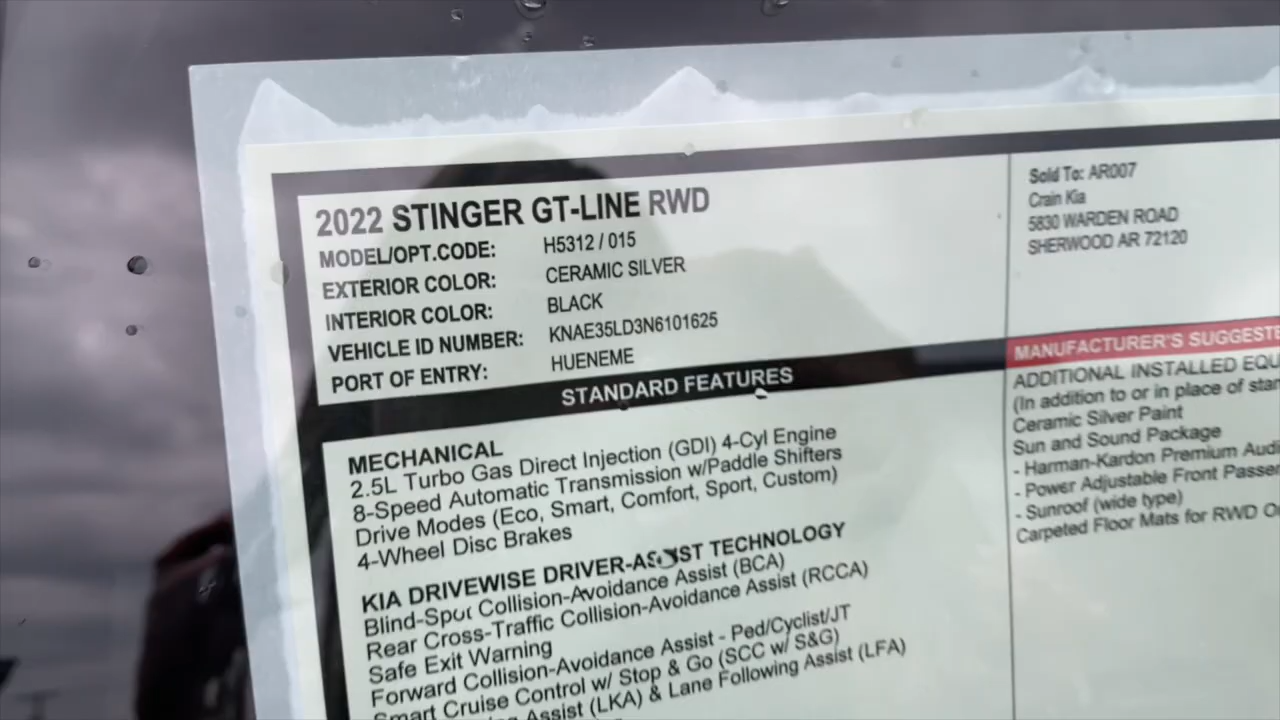 2022 STINGER GT-LINE RWD
MODEL/OPT.CODE: H5312 / 015
EXTERIOR COLOR: CERAMIC SILVER
INTERIOR COLOR: BLACK
VEHICLE ID NUMBER: KNAE35LD3N6101625
PORT OF ENTRY: HUENEME
Sold To: AR007
Crain Kia
5830 WARDEN ROAD
SHERWOOD AR 72120
STANDARD FEATURES
MECHANICAL
2.5L Turbo Gas Direct Injection (GDI) 4-Cyl Engine
8-Speed Automatic Transmission w/Paddle Shifters
Drive Modes (Eco, Smart, Comfort, Sport, Custom)
4-Wheel Disc Brakes
KIA DRIVEWISE DRIVER-ASSIST TECHNOLOGY
Blind-Spot Collision-Avoidance Assist (BCA)
Rear Cross-Traffic Collision-Avoidance Assist (RCCA)
Safe Exit Warning
Forward Collision-Avoidance Assist - Ped/Cyclist/JT
Smart Cruise Control w/ Stop & Go (SCC w/ S&G)
Assist (LKA) & Lane Following Assist (LFA)
MANUFACTURER'S SUGGESTE
ADDITIONAL INSTALLED EQU
(In addition to or in place of stan
Ceramic Silver Paint
Sun and Sound Package
- Harman-Kardon Premium Audi
- Power Adjustable Front Passen
- Sunroof (wide type)
Carpeted Floor Mats for RWD O